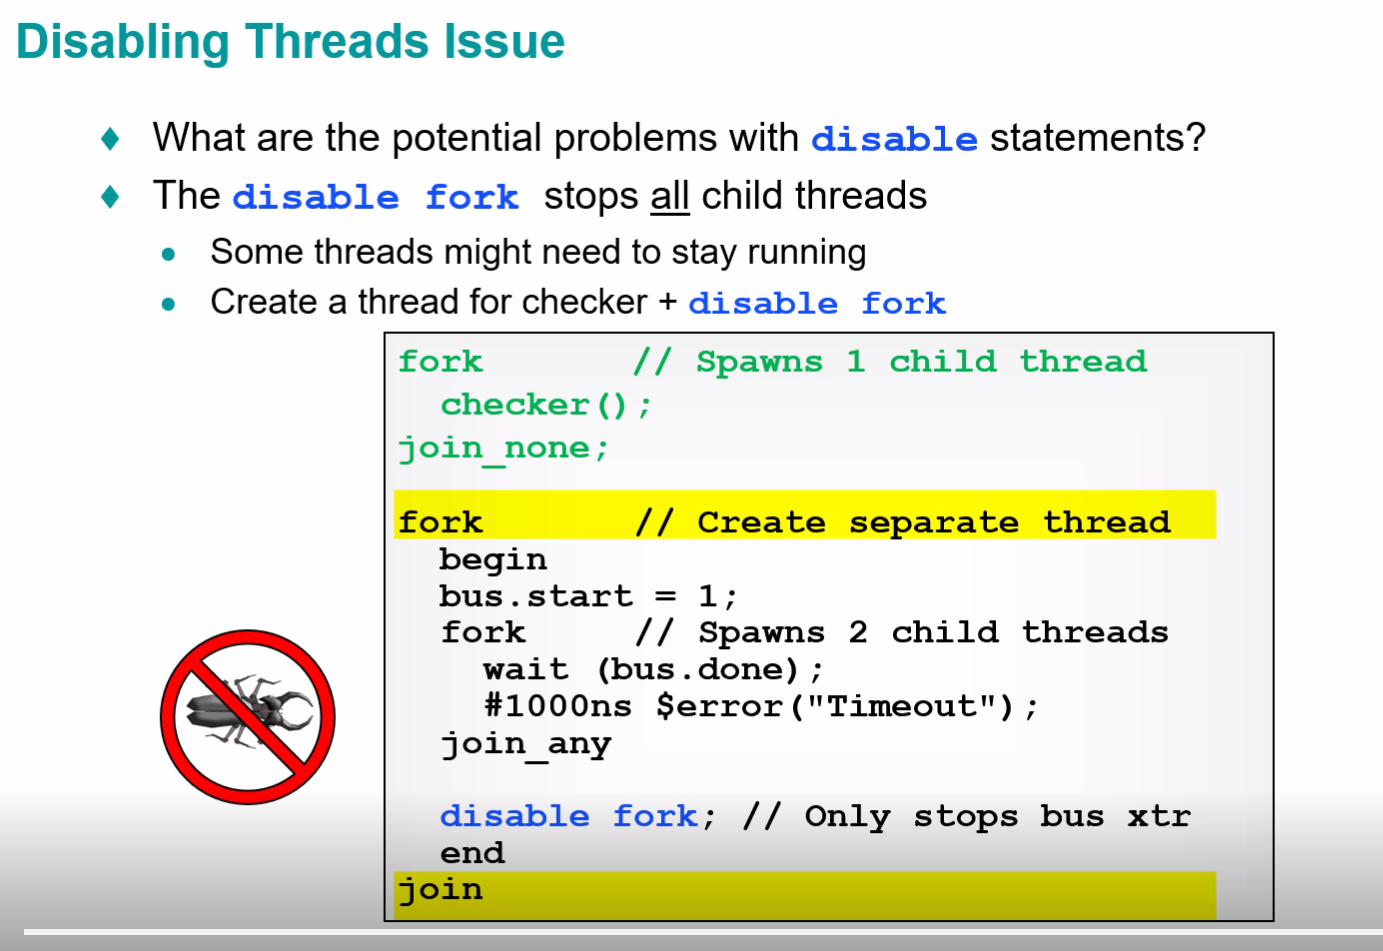 Disabling Threads Issue
What are the potential problems with disable statements?
The disable fork stops all child threads
Some threads might need to stay running
Create a thread for checker + disable fork
fork // Spawns 1 child thread
checker();
join_none;
fork // Create separate thread
begin
bus.start = 1;
fork // Spawns 2 child threads
wait (bus.done);
#1000ns $error("Timeout");
join_any
disable fork; // Only stops bus xtr
end
join